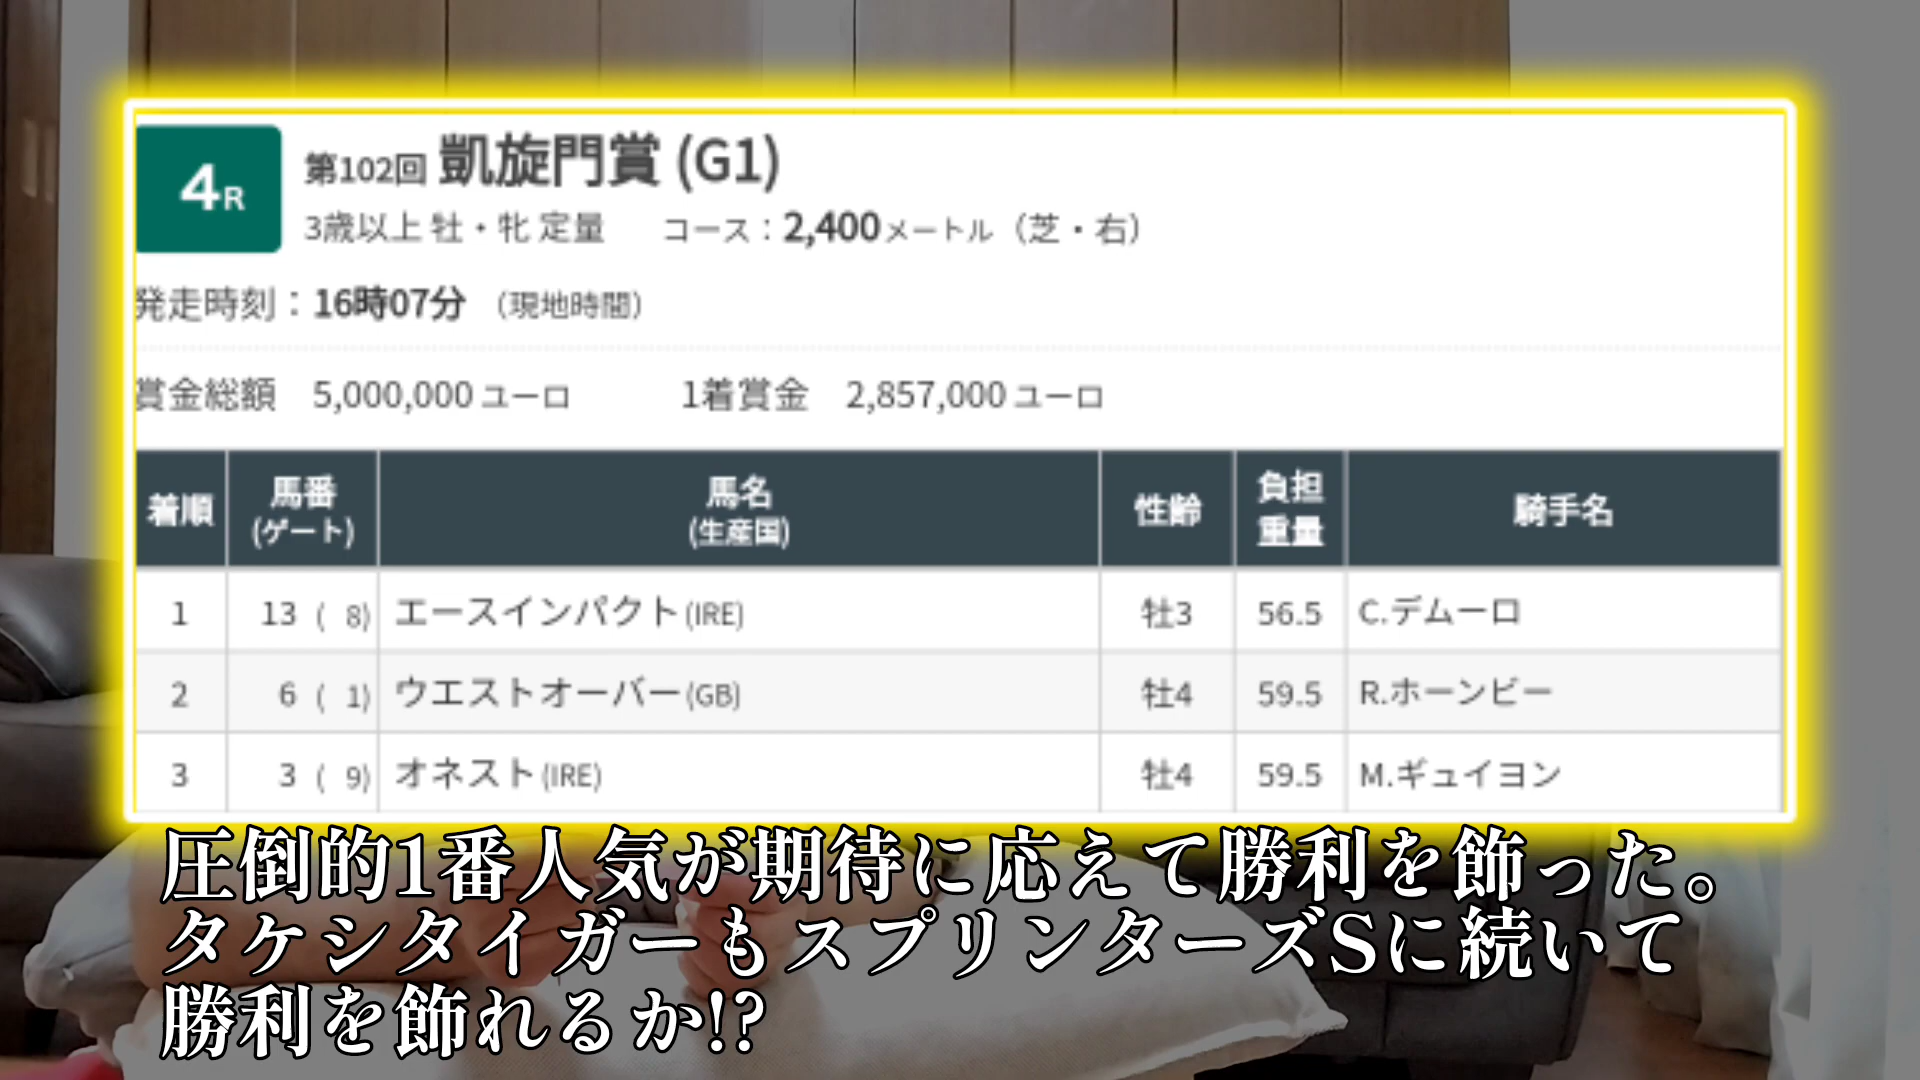 4R
第102回 凱旋門賞 (G1)
3歳以上 牡・牝 定量 コース：2,400メートル（芝・右）
発走時刻：16時07分 （現地時間）
賞金総額 5,000,000ユーロ 1着賞金 2,857,000ユーロ
着順 馬番(ゲート) 馬名(生産国) 性齢 負担重量 騎手名
1 13 ( 8) エースインパクト(IRE) 牡3 56.5 C.デムーロ
2 6 ( 1) ウエストオーバー(GB) 牡4 59.5 R.ホーンビー
3 3 ( 9) オネスト(IRE) 牡4 59.5 M.ギュイヨン
圧倒的1番人気が期待に応えて勝利を飾った。
タケシタイガーもスプリンターズSに続いて
勝利を飾れるか!?